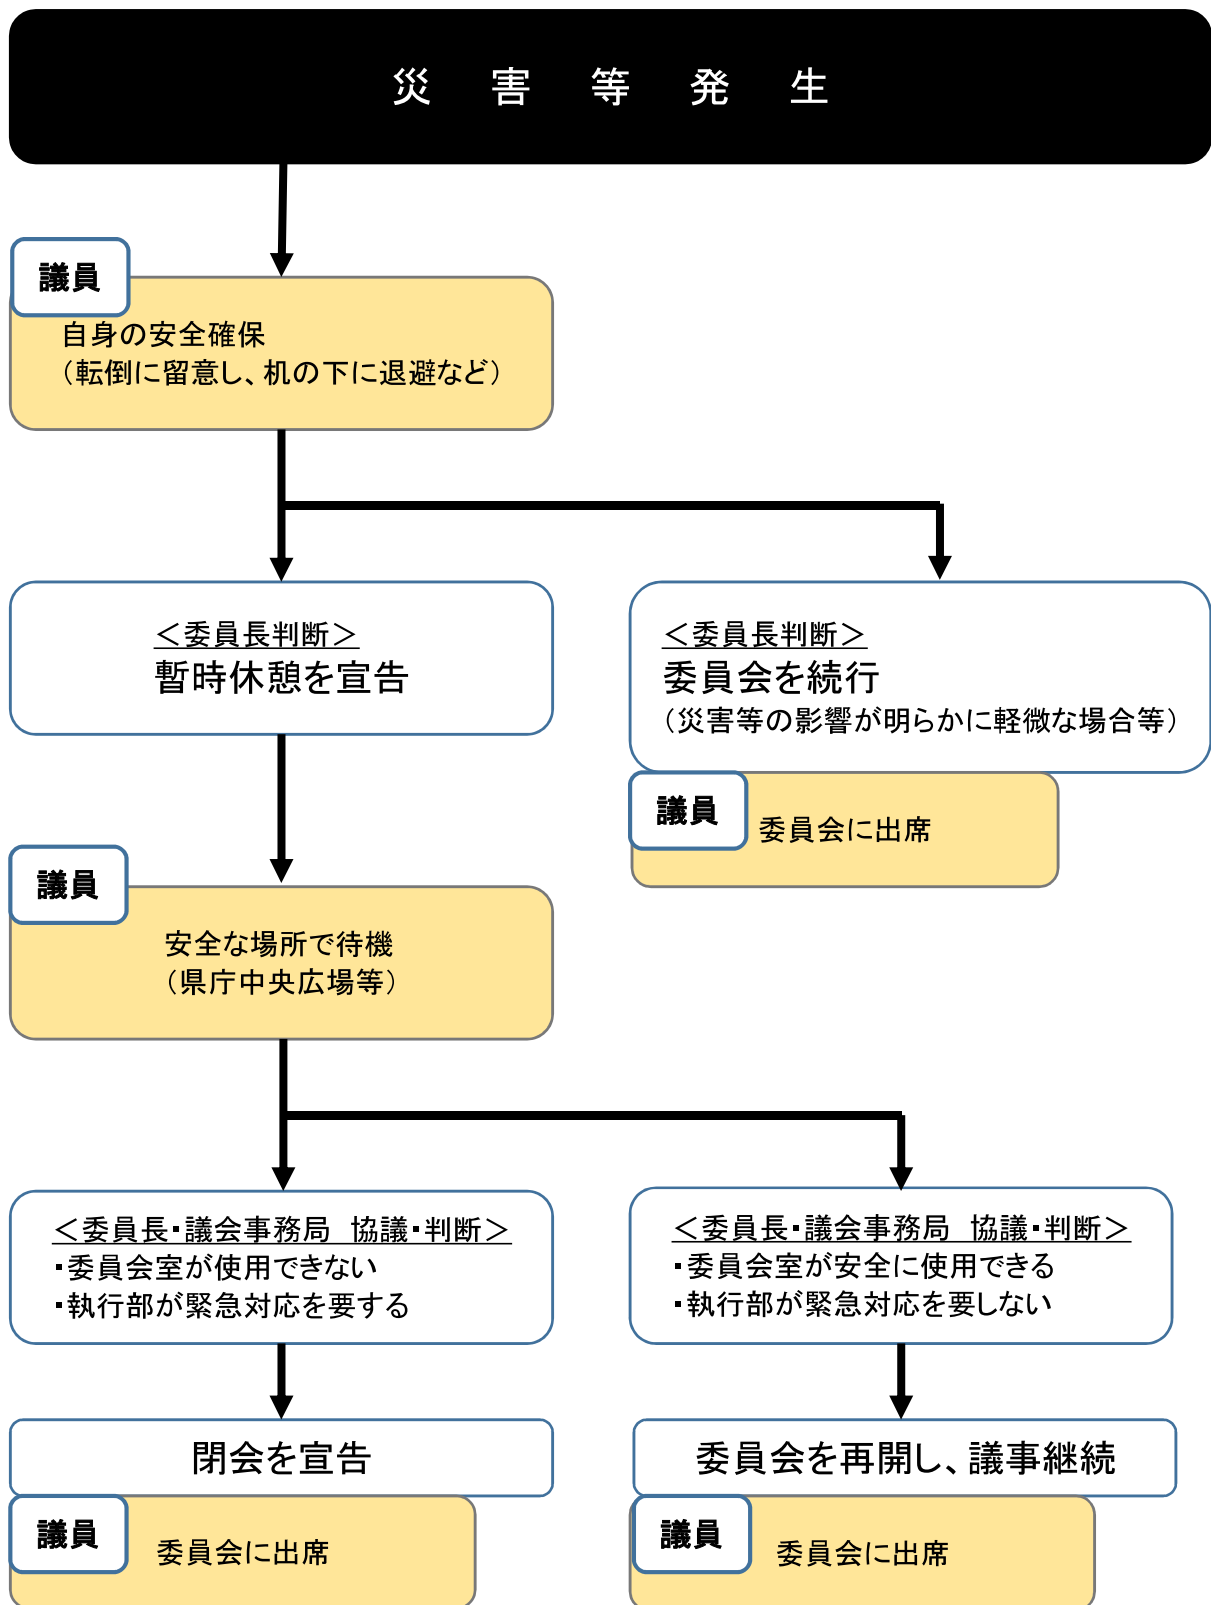 災　害　等　発　生
議員
自身の安全確保
（転倒に留意し、机の下に退避など）
＜委員長判断＞
暫時休憩を宣告
＜委員長判断＞
委員会を続行
（災害等の影響が明らかに軽微な場合等）
議員
委員会に出席
議員
安全な場所で待機
（県庁中央広場等）
＜委員長・議会事務局　協議・判断＞
・委員会室が使用できない
・執行部が緊急対応を要する
＜委員長・議会事務局　協議・判断＞
・委員会室が安全に使用できる
・執行部が緊急対応を要しない
閉会を宣告
議員
委員会に出席
委員会を再開し、議事継続
議員
委員会に出席